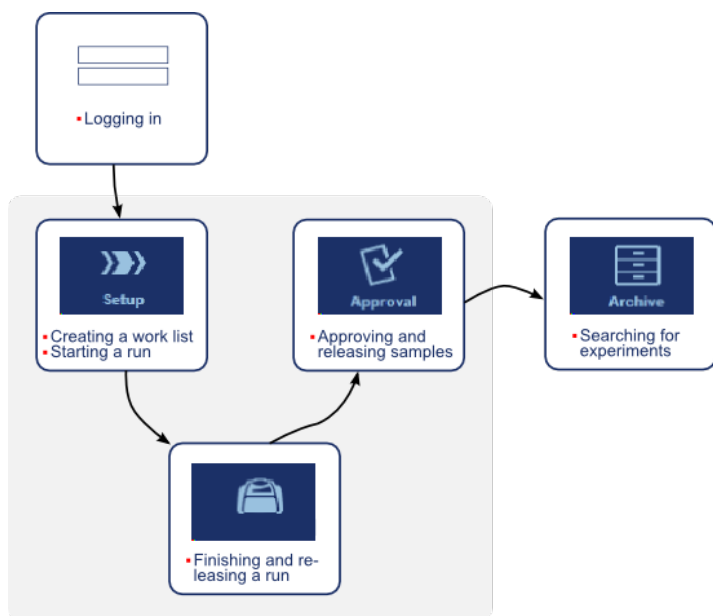 Logging in
Setup
Creating a work list
Starting a run
Approval
Approving and
releasing samples
Archive
Searching for
experiments
Finishing and re-
leasing a run